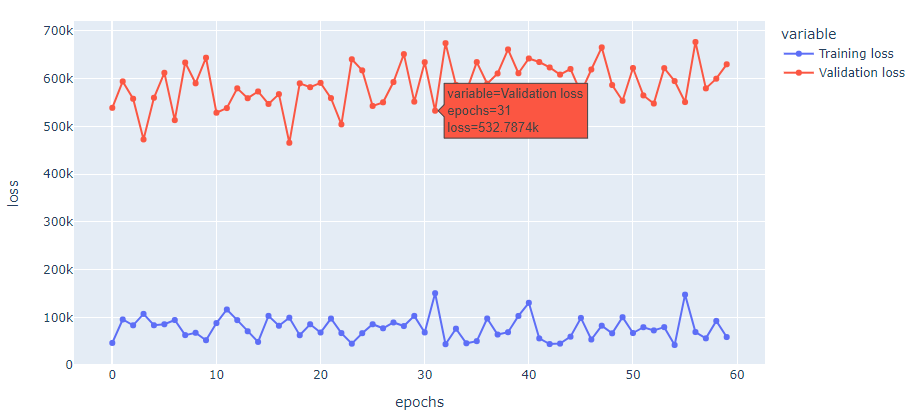 700k
600k
500k
400k
300k
200k
100k
0
loss
0
10
20
30
40
50
60
epochs
variable
Training loss
Validation loss
variable=Validation loss
epochs=31
loss=532.7874k